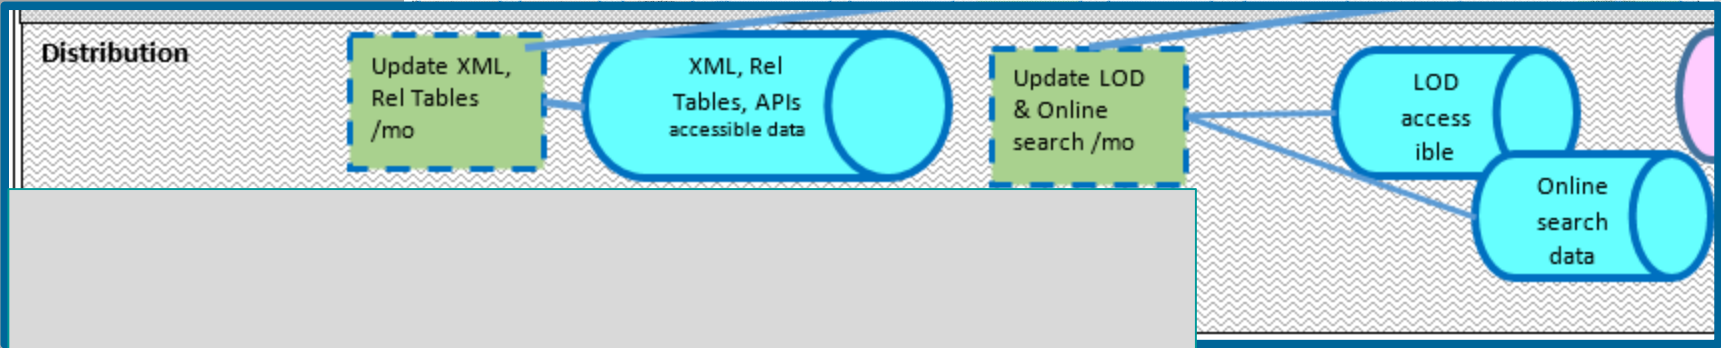 Distribution
Update XML,
Rel Tables
/mo
XML, Rel
Tables, APIs
accessible data
Update LOD
& Online
search /mo
LOD
access
ible
Online
search
data